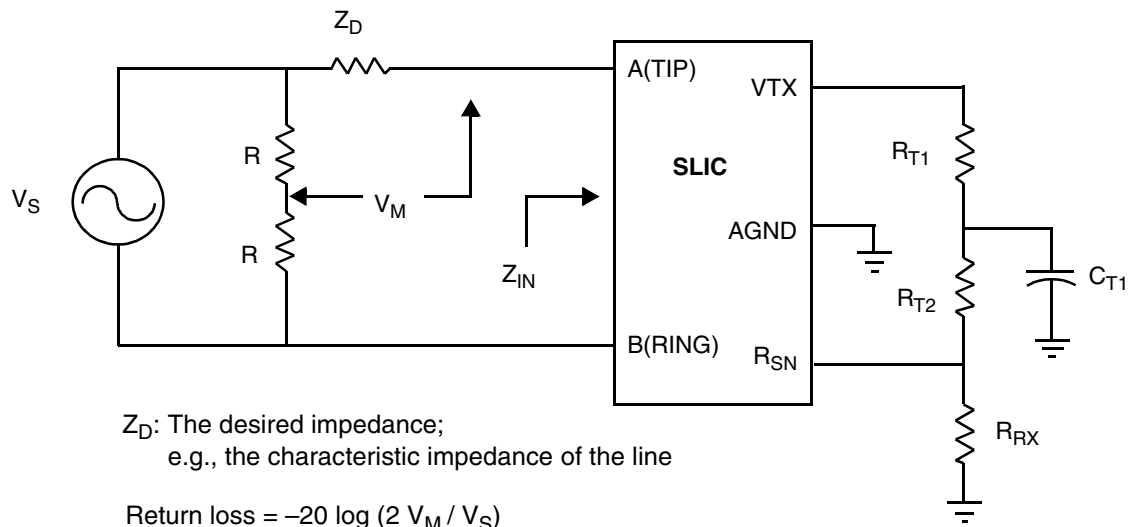 Z_D
A(TIP)
VTX
R
R_T1
SLIC
V_S
V_M
AGND
R
Z_IN
C_T1
R_T2
B(RING)
R_SN
Z_D: The desired impedance;
e.g., the characteristic impedance of the line
R_RX
Return loss = –20 log (2 V_M / V_S)